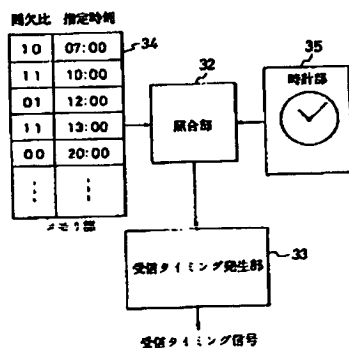 間欠比 指定時刻
10 07:00
11 10:00
01 12:00
11 13:00
00 20:00
メモリ部
34
32
照合部
35
時計部
受信タイミング発生部
33
受信タイミング信号